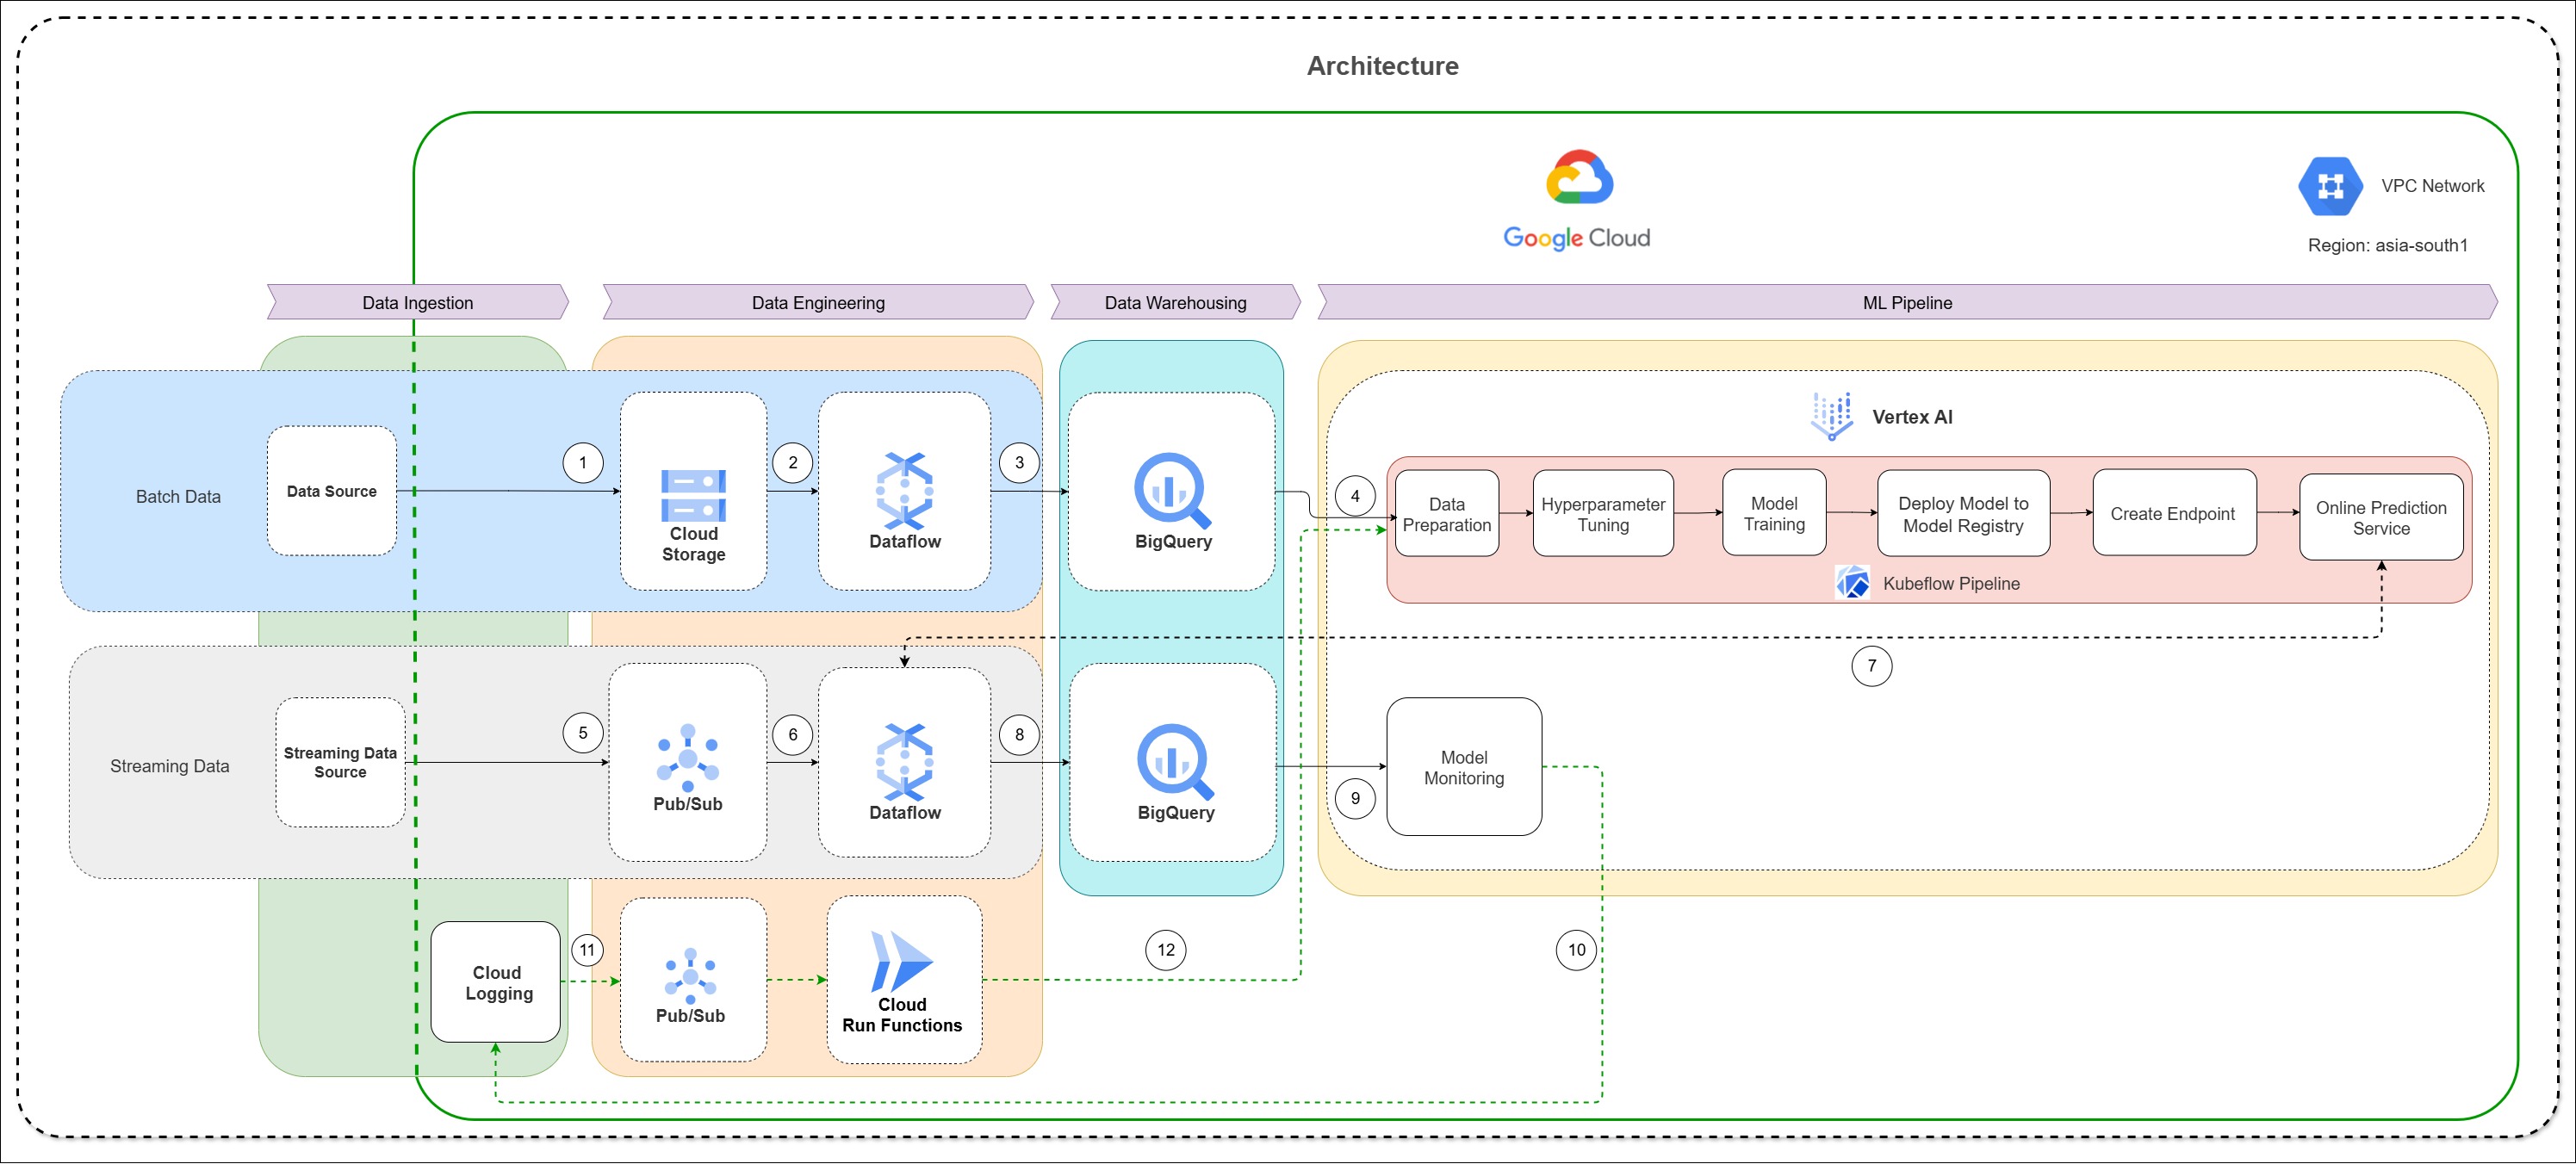 Architecture
Google Cloud
VPC Network
Region: asia-south1
Data Ingestion
Data Engineering
Data Warehousing
ML Pipeline
Vertex AI
Batch Data
Data Source
1
Cloud
Storage
2
Dataflow
3
BigQuery
4
Data
Preparation
Hyperparameter
Tuning
Model
Training
Deploy Model to
Model Registry
Create Endpoint
Online Prediction
Service
Kubeflow Pipeline
7
Streaming Data
Streaming Data
Source
5
Pub/Sub
6
Dataflow
8
BigQuery
9
Model
Monitoring
Cloud
Logging
11
Pub/Sub
Cloud
Run Functions
12
10